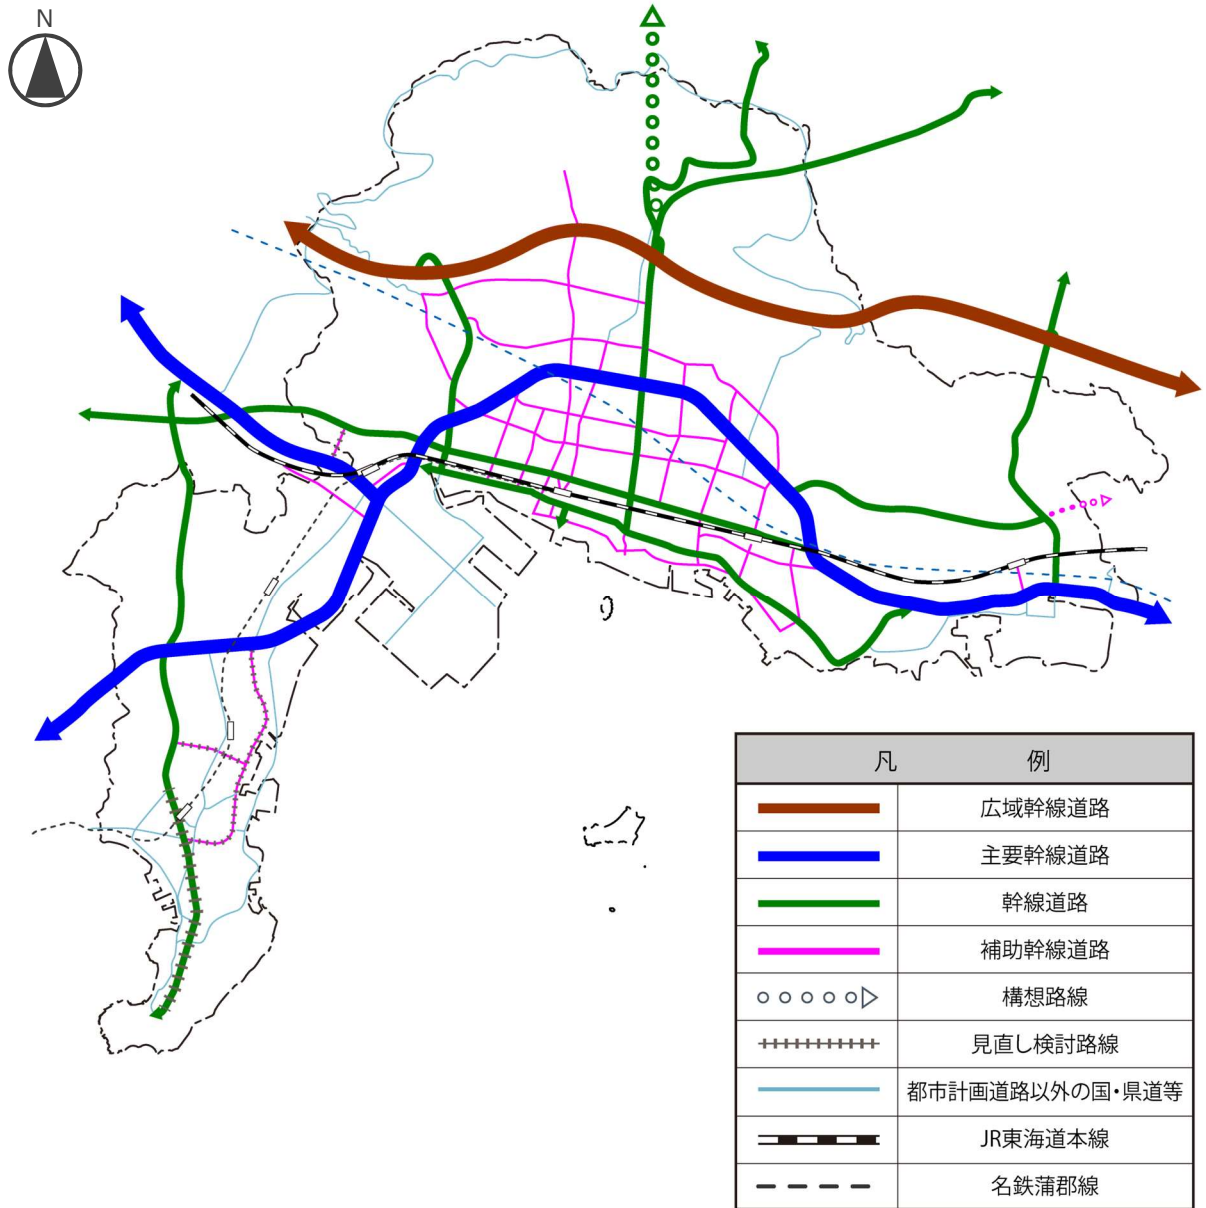 N
凡 例
広域幹線道路
主要幹線道路
幹線道路
補助幹線道路
構想路線
見直し検討路線
都市計画道路以外の国・県道等
JR東海道本線
名鉄蒲郡線